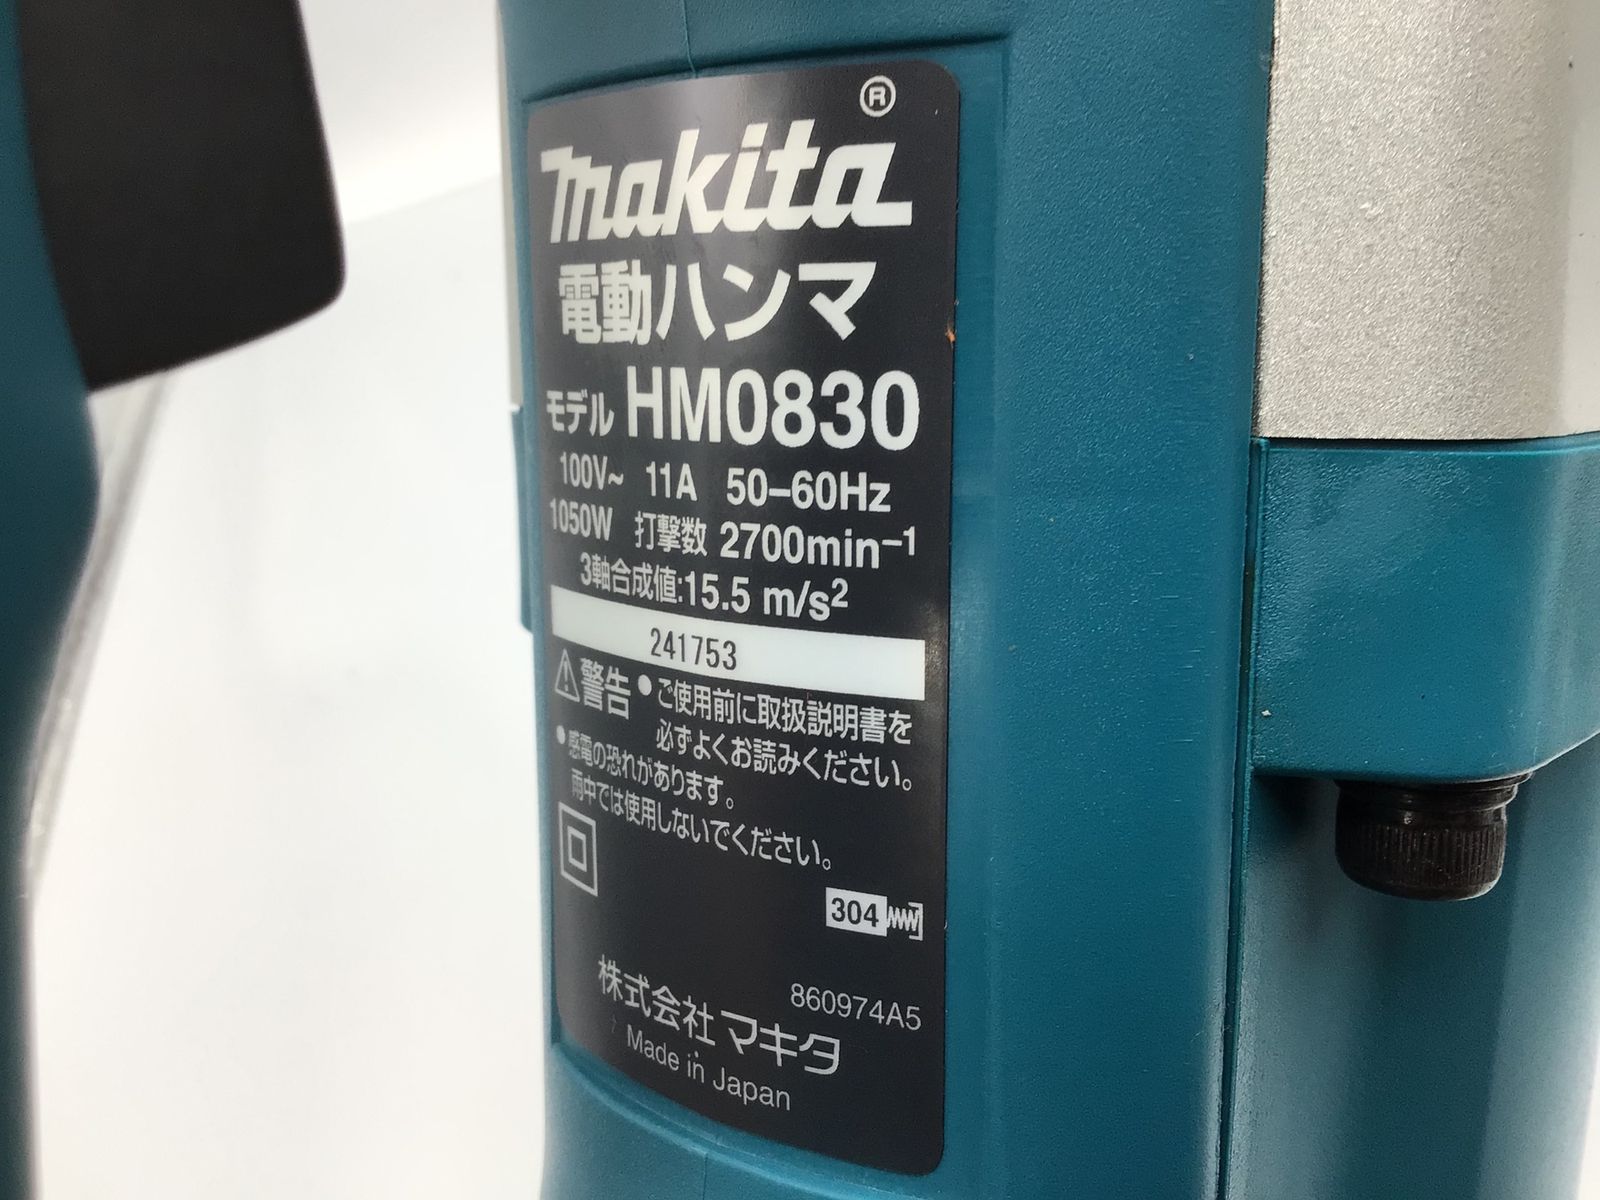 makita®
電動ハンマ
モデル HM0830
100V~ 11A 50-60Hz
1050W 打撃数 2700min⁻¹
3軸合成値:15.5 m/s²
241753
⚠警告 ●ご使用前に取扱説明書を
必ずよくお読みください。
●感電の恐れがあります。
雨中では使用しないでください。
304
860974A5
株式会社 マキタ
Made in Japan